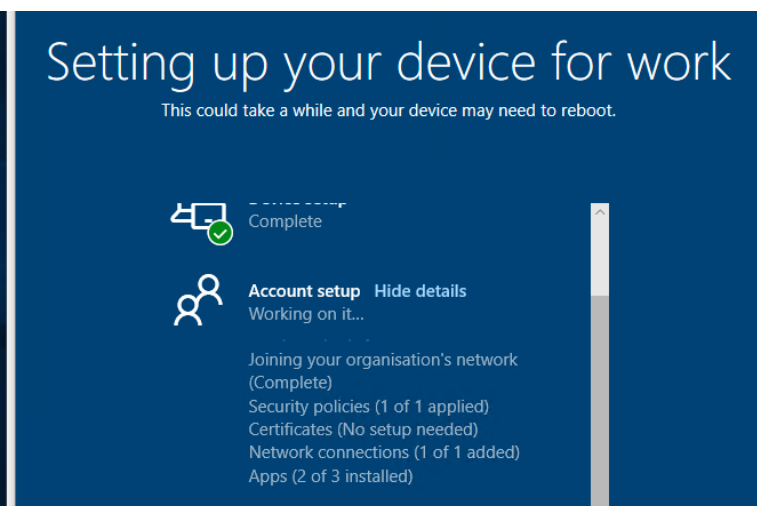 Setting up your device for work
This could take a while and your device may need to reboot.
Complete
Account setup Hide details
Working on it...
Joining your organisation's network
(Complete)
Security policies (1 of 1 applied)
Certificates (No setup needed)
Network connections (1 of 1 added)
Apps (2 of 3 installed)